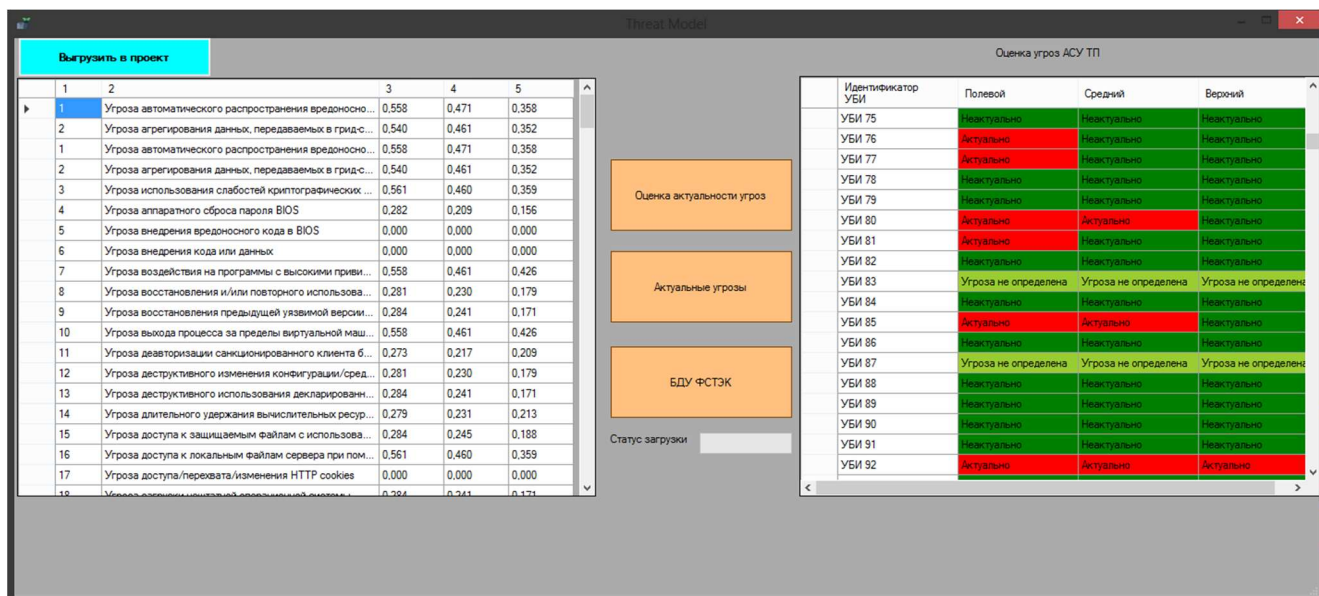 Threat Model
Выгрузить в проект
1 2 3 4 5
1 Угроза автоматического распространения вредоносно... 0,558 0,471 0,358
2 Угроза агрегирования данных, передаваемых в грид-с... 0,540 0,461 0,352
1 Угроза автоматического распространения вредоносно... 0,558 0,471 0,358
2 Угроза агрегирования данных, передаваемых в грид-с... 0,540 0,461 0,352
3 Угроза использования слабостей криптографических ... 0,561 0,460 0,359
4 Угроза аппаратного сброса пароля BIOS 0,282 0,209 0,156
5 Угроза внедрения вредоносного кода в BIOS 0,000 0,000 0,000
6 Угроза внедрения кода или данных 0,000 0,000 0,000
7 Угроза воздействия на программы с высокими приви... 0,558 0,461 0,426
8 Угроза восстановления и/или повторного использова... 0,281 0,230 0,179
9 Угроза восстановления предыдущей уязвимой версии... 0,284 0,241 0,171
10 Угроза выхода процесса за пределы виртуальной маш... 0,558 0,461 0,426
11 Угроза деавторизации санкционированного клиента б... 0,273 0,217 0,209
12 Угроза деструктивного изменения конфигурации/сред... 0,281 0,230 0,179
13 Угроза деструктивного использования декларированн... 0,284 0,241 0,171
14 Угроза длительного удержания вычислительных ресур... 0,279 0,231 0,213
15 Угроза доступа к защищаемым файлам с использова... 0,284 0,245 0,188
16 Угроза доступа к локальным файлам сервера при пом... 0,561 0,460 0,359
17 Угроза доступа/перехвата/изменения HTTP cookies 0,000 0,000 0,000
18 Угроза загрузки нештатной операционной системы 0,284 0,241 0,171
Оценка актуальности угроз
Актуальные угрозы
БДУ ФСТЭК
Статус загрузки
Оценка угроз АСУ ТП
Идентификатор УБИ Полевой Средний Верхний
УБИ 75 Неактуально Неактуально Неактуально
УБИ 76 Актуально Неактуально Неактуально
УБИ 77 Актуально Неактуально Неактуально
УБИ 78 Неактуально Неактуально Неактуально
УБИ 79 Неактуально Неактуально Неактуально
УБИ 80 Актуально Актуально Неактуально
УБИ 81 Актуально Неактуально Неактуально
УБИ 82 Неактуально Неактуально Неактуально
УБИ 83 Угроза не определена Угроза не определена Угроза не определена
УБИ 84 Неактуально Неактуально Неактуально
УБИ 85 Актуально Актуально Неактуально
УБИ 86 Неактуально Неактуально Неактуально
УБИ 87 Угроза не определена Угроза не определена Угроза не определена
УБИ 88 Неактуально Неактуально Неактуально
УБИ 89 Неактуально Неактуально Неактуально
УБИ 90 Неактуально Неактуально Неактуально
УБИ 91 Неактуально Неактуально Неактуально
УБИ 92 Актуально Актуально Актуально